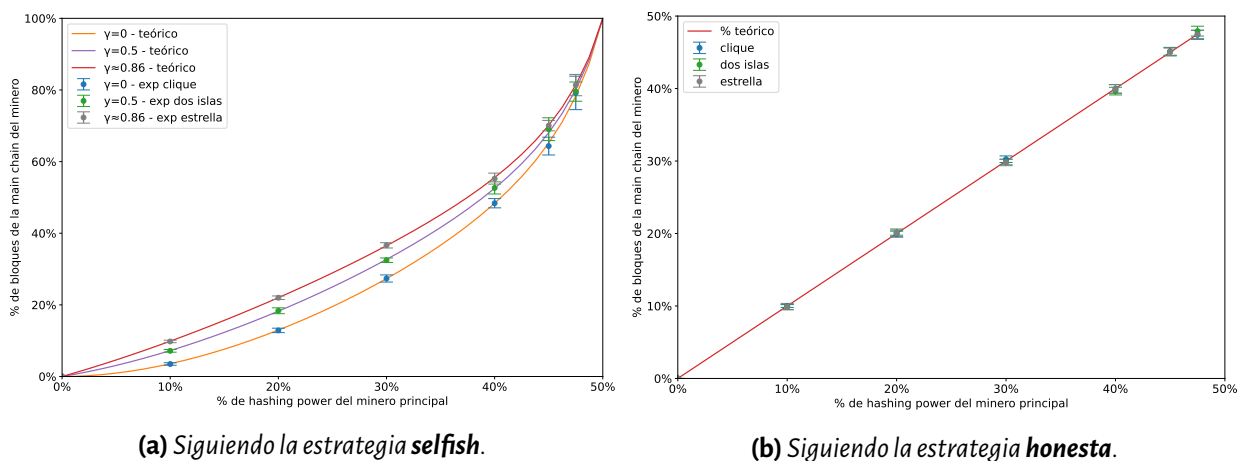 100%
80%
60%
40%
20%
0%
% de bloques de la main chain del minero
γ=0 - teórico
γ=0.5 - teórico
γ≈0.86 - teórico
γ=0 - exp clique
y=0.5 - exp dos islas
γ≈0.86 - exp estrella
0% 10% 20% 30% 40% 50%
% de hashing power del minero principal
(a) Siguiendo la estrategia selfish.
50%
40%
30%
20%
10%
0%
% de bloques de la main chain del minero
% teórico
clique
dos islas
estrella
0% 10% 20% 30% 40% 50%
% de hashing power del minero principal
(b) Siguiendo la estrategia honesta.